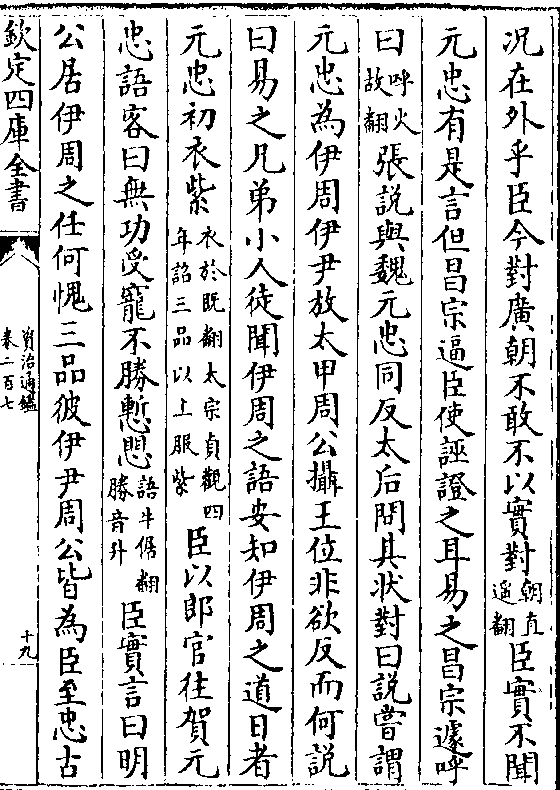 况在外乎臣今對廣朝不敢不以實對朝直遥翻臣實不聞
元忠有是言但昌宗逼臣使誣證之耳易之昌宗遽呼
曰呼火故翻張說與魏元忠同反太后問其状對曰說嘗謂
元忠為伊周伊尹放太甲周公攝王位非欲反而何說
曰易之兄弟小人徒聞伊周之語安知伊周之道日者
元忠初衣紫衣於既翻太宗貞觀四年詔三品以上服紫臣以郎官往賀元
忠語客曰無功受寵不勝慙懼語牛倨翻勝音升臣實言曰明
公居伊周之任何愧三品彼伊尹周公皆為臣至忠古
欽定四庫全書
資治通鑑
卷二百七
十九